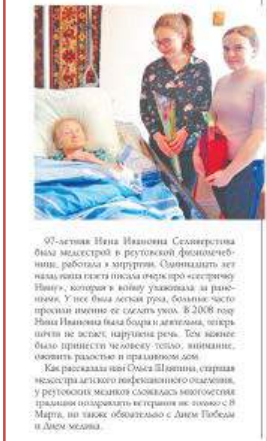 97-летняя Нина Ивановна Селиверстова
была медсестрой в реутовской физиолечеб-
нице, работала в хирургии. Одиннадцать лет
назад наша газета писала очерк про «сестричку
Нину», которая в войну ухаживала за ране-
ными. У нее была легкая рука, больные часто
просили именно ее сделать укол. В 2008 году
Нина Ивановна была бодра и деятельна, теперь
почти не встает, нарушена речь. Тем важнее
было принести человеку тепло, внимание,
оживить радостью и праздником дом.
Как рассказала нам Ольга Шляпина, старшая
медсестра детского инфекционного отделения,
у реутовских медиков сложилась многолетняя
традиция поздравлять ветеранов не только с 8
Марта, но также обязательно с Днем Победы
и Днем медика.